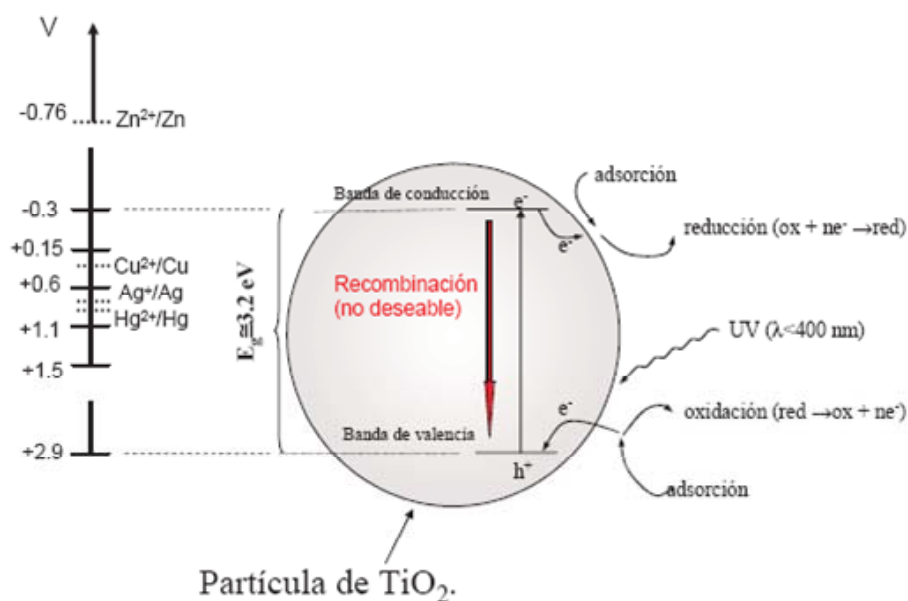 V
-0.76
Zn²⁺/Zn
-0.3
+0.15
Cu²⁺/Cu
+0.6
Ag⁺/Ag
Hg²⁺/Hg
+1.1
+1.5
+2.9
E_g≅3.2 eV
Banda de conducción
e⁻
e⁻
Recombinación
(no deseable)
Banda de valencia
e⁻
h⁺
adsorción
reducción (ox + ne⁻ →red)
UV (λ<400 nm)
oxidación (red →ox + ne⁻)
adsorción
Partícula de TiO₂.